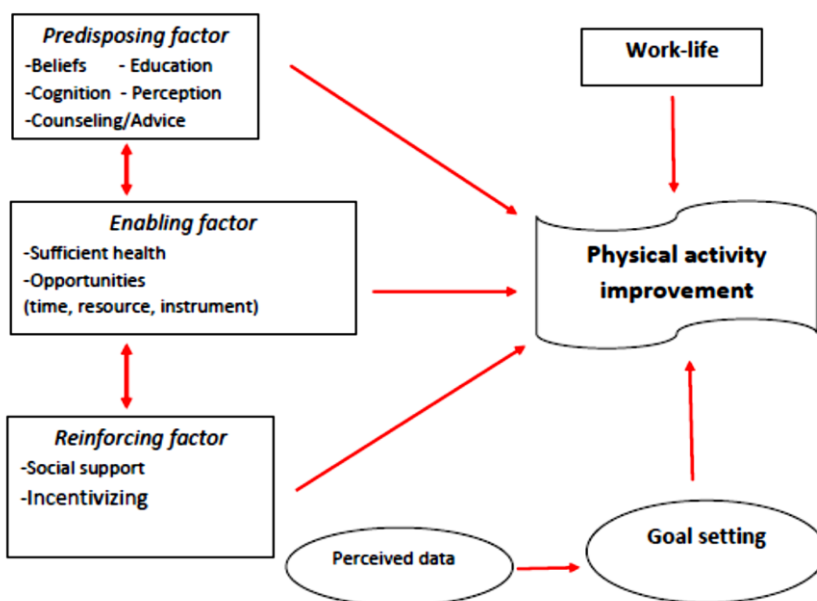 Predisposing factor
-Beliefs - Education
-Cognition - Perception
-Counseling/Advice
Work-life
Enabling factor
-Sufficient health
-Opportunities
(time, resource, instrument)
Physical activity
improvement
Reinforcing factor
-Social support
-Incentivizing
Perceived data
Goal setting